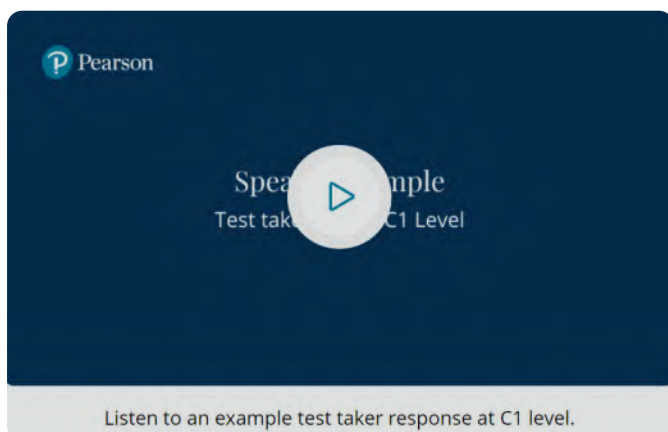 Pearson
Spea mple
Test tak C1 Level
Listen to an example test taker response at C1 level.